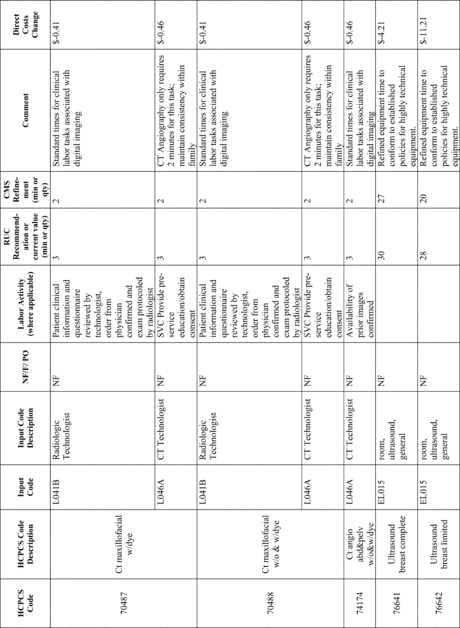 HCPCS
Code
HCPCS Code
Description
Input
Code
Input Code
Description
NF/F/ PO
Labor Activity
(where applicable)
RUC
Recommend-
ation or
current value
(min or qty)
CMS
Refine-
ment
(min or
qty)
Comment
Direct
Costs
Change
70487
Ct maxillofacial
w/dye
L041B
Radiologic
Technologist
NF
Patient clinical
information and
questionnaire
reviewed by
technologist,
order from
physician
confirmed and
exam protocoled
by radiologist
3
2
Standard times for clinical
labor tasks associated with
digital imaging
$-0.41
L046A
CT Technologist
NF
SVC Provide pre-
service
education/obtain
consent
3
2
CT Angiography only requires
2 minutes for this task;
maintain consistency within
family
$-0.46
70488
Ct maxillofacial
w/o & w/dye
L041B
Radiologic
Technologist
NF
Patient clinical
information and
questionnaire
reviewed by
technologist,
order from
physician
confirmed and
exam protocoled
by radiologist
3
2
Standard times for clinical
labor tasks associated with
digital imaging
$-0.41
L046A
CT Technologist
NF
SVC Provide pre-
service
education/obtain
consent
3
2
CT Angiography only requires
2 minutes for this task;
maintain consistency within
family
$-0.46
74174
Ct angio
abd&pelv
w/o&w/dye
L046A
CT Technologist
NF
Availability of
prior images
confirmed
3
2
Standard times for clinical
labor tasks associated with
digital imaging
$-0.46
76641
Ultrasound
breast complete
EL015
room,
ultrasound,
general
NF
30
27
Refined equipment time to
conform to established
policies for highly technical
equipment.
$-4.21
76642
Ultrasound
breast limited
EL015
room,
ultrasound,
general
NF
28
20
Refined equipment time to
conform to established
policies for highly technical
equipment.
$-11.21